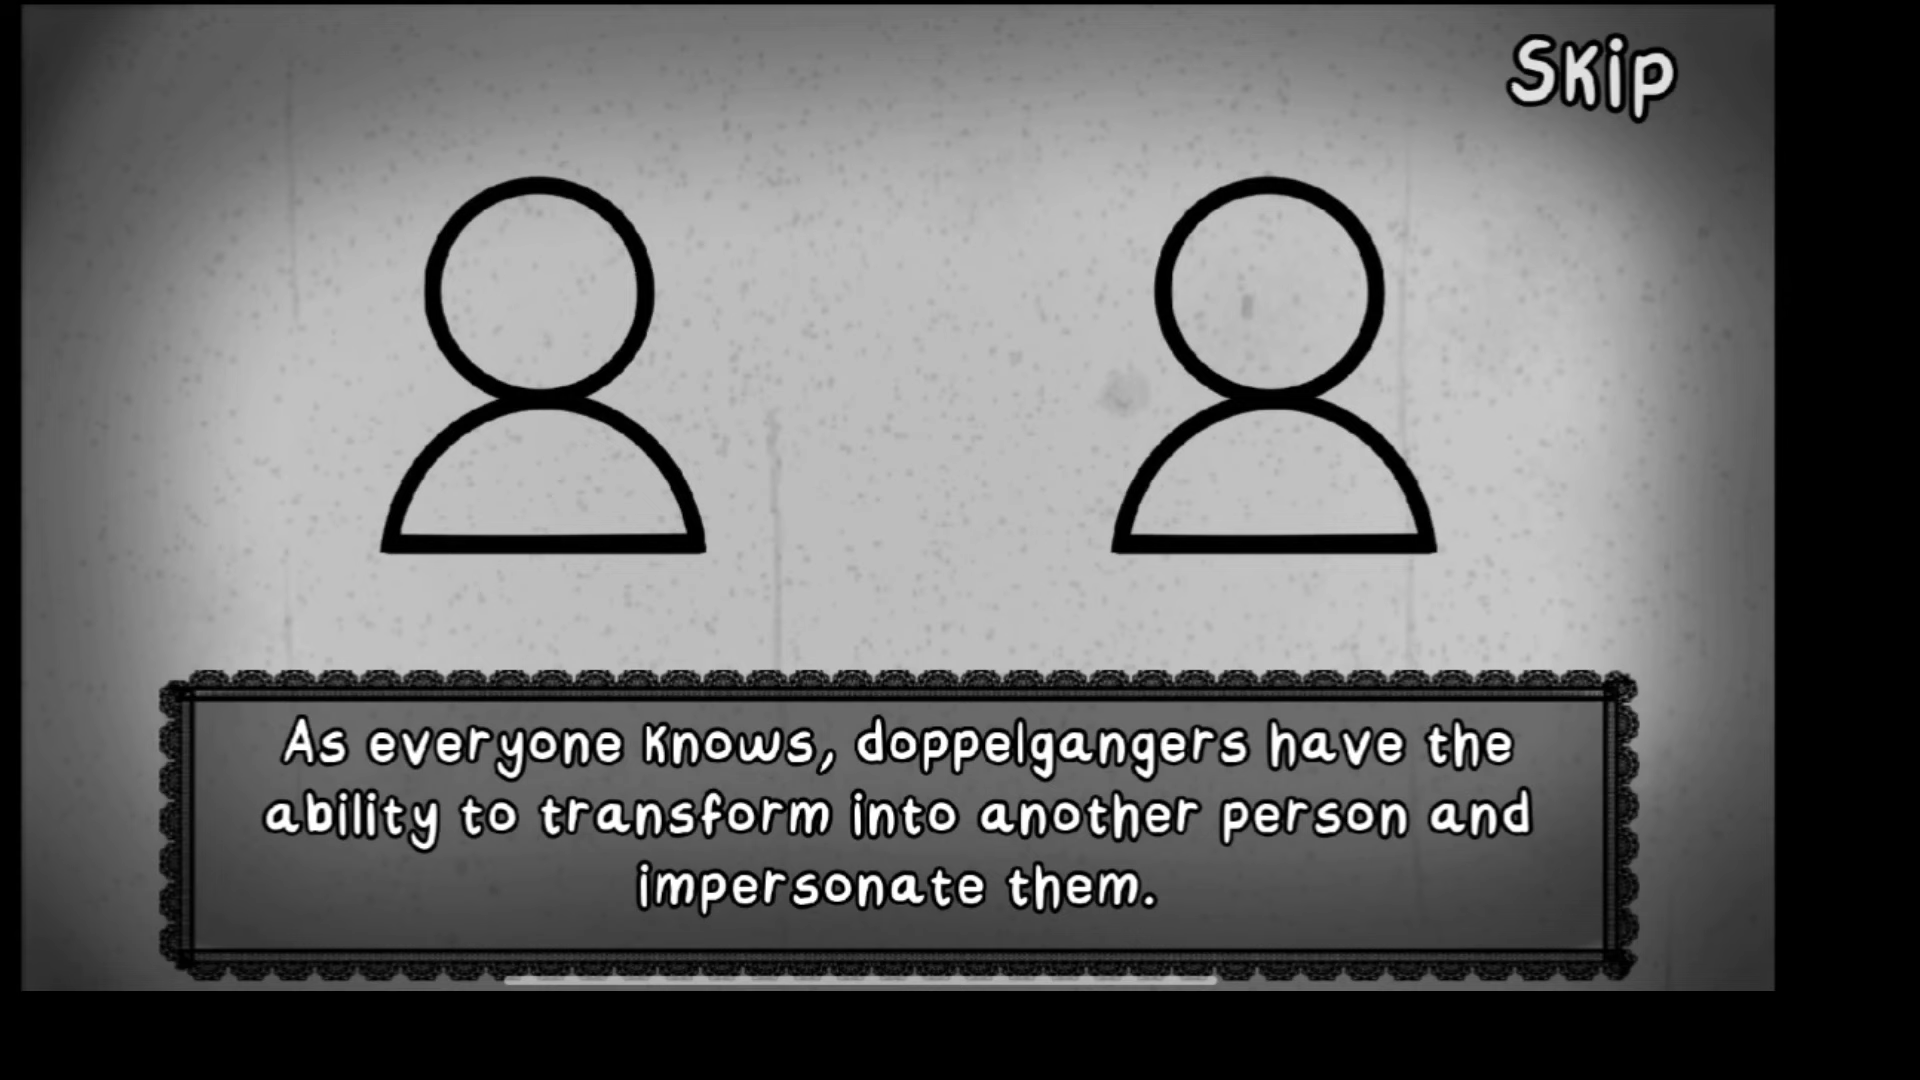 Skip
As everyone knows, doppelgangers have the
ability to transform into another person and
impersonate them.